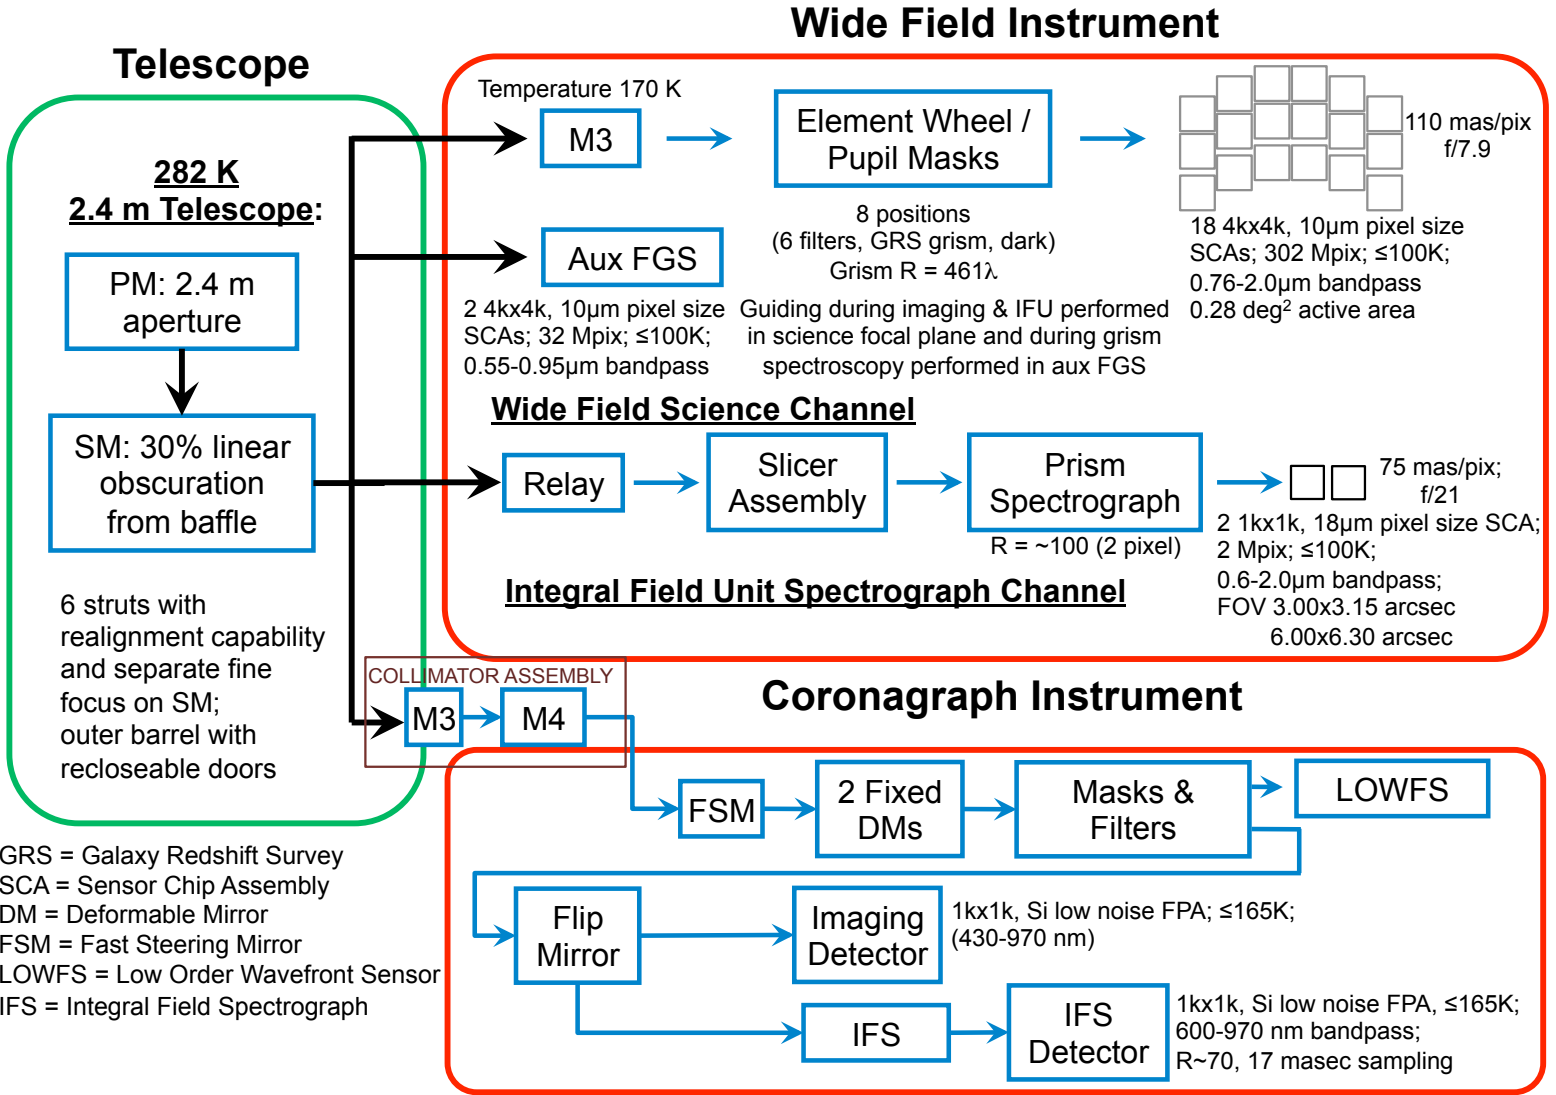 Wide Field Instrument
Telescope
282 K
2.4 m Telescope:
PM: 2.4 m
aperture
SM: 30% linear
obscuration
from baffle
6 struts with
realignment capability
and separate fine
focus on SM;
outer barrel with
recloseable doors
Temperature 170 K
M3
Element Wheel /
Pupil Masks
8 positions
(6 filters, GRS grism, dark)
Grism R = 461λ
110 mas/pix
f/7.9
18 4kx4k, 10µm pixel size
SCAs; 302 Mpix; ≤100K;
0.76-2.0µm bandpass
0.28 deg² active area
Aux FGS
2 4kx4k, 10µm pixel size
SCAs; 32 Mpix; ≤100K;
0.55-0.95µm bandpass
Guiding during imaging & IFU performed
in science focal plane and during grism
spectroscopy performed in aux FGS
Wide Field Science Channel
Relay
Slicer
Assembly
Prism
Spectrograph
R = ~100 (2 pixel)
75 mas/pix;
f/21
2 1kx1k, 18µm pixel size SCA;
2 Mpix; ≤100K;
0.6-2.0µm bandpass;
FOV 3.00x3.15 arcsec
6.00x6.30 arcsec
Integral Field Unit Spectrograph Channel
COLLIMATOR ASSEMBLY
M3
M4
Coronagraph Instrument
FSM
2 Fixed
DMs
Masks &
Filters
LOWFS
Flip
Mirror
Imaging
Detector
1kx1k, Si low noise FPA; ≤165K;
(430-970 nm)
IFS
IFS
Detector
1kx1k, Si low noise FPA, ≤165K;
600-970 nm bandpass;
R~70, 17 masec sampling
GRS = Galaxy Redshift Survey
SCA = Sensor Chip Assembly
DM = Deformable Mirror
FSM = Fast Steering Mirror
LOWFS = Low Order Wavefront Sensor
IFS = Integral Field Spectrograph